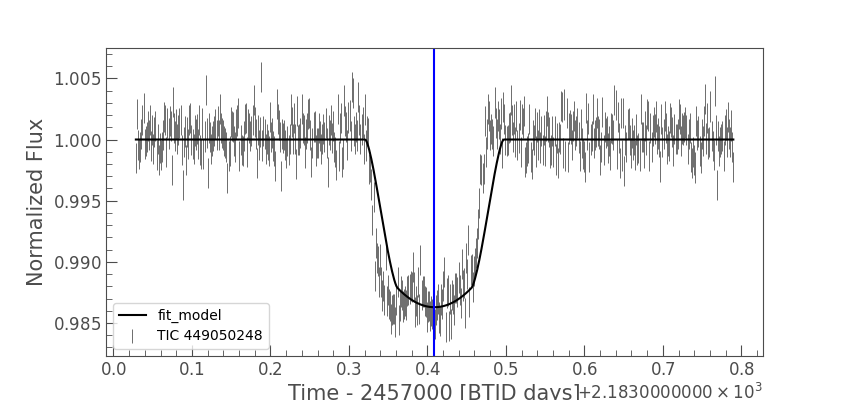 Normalized Flux
1.005
1.000
0.995
0.990
0.985
fit_model
TIC 449050248
0.0 0.1 0.2 0.3 0.4 0.5 0.6 0.7 0.8
Time - 2457000 [BTJD days]
+2.1830000000 × 10³